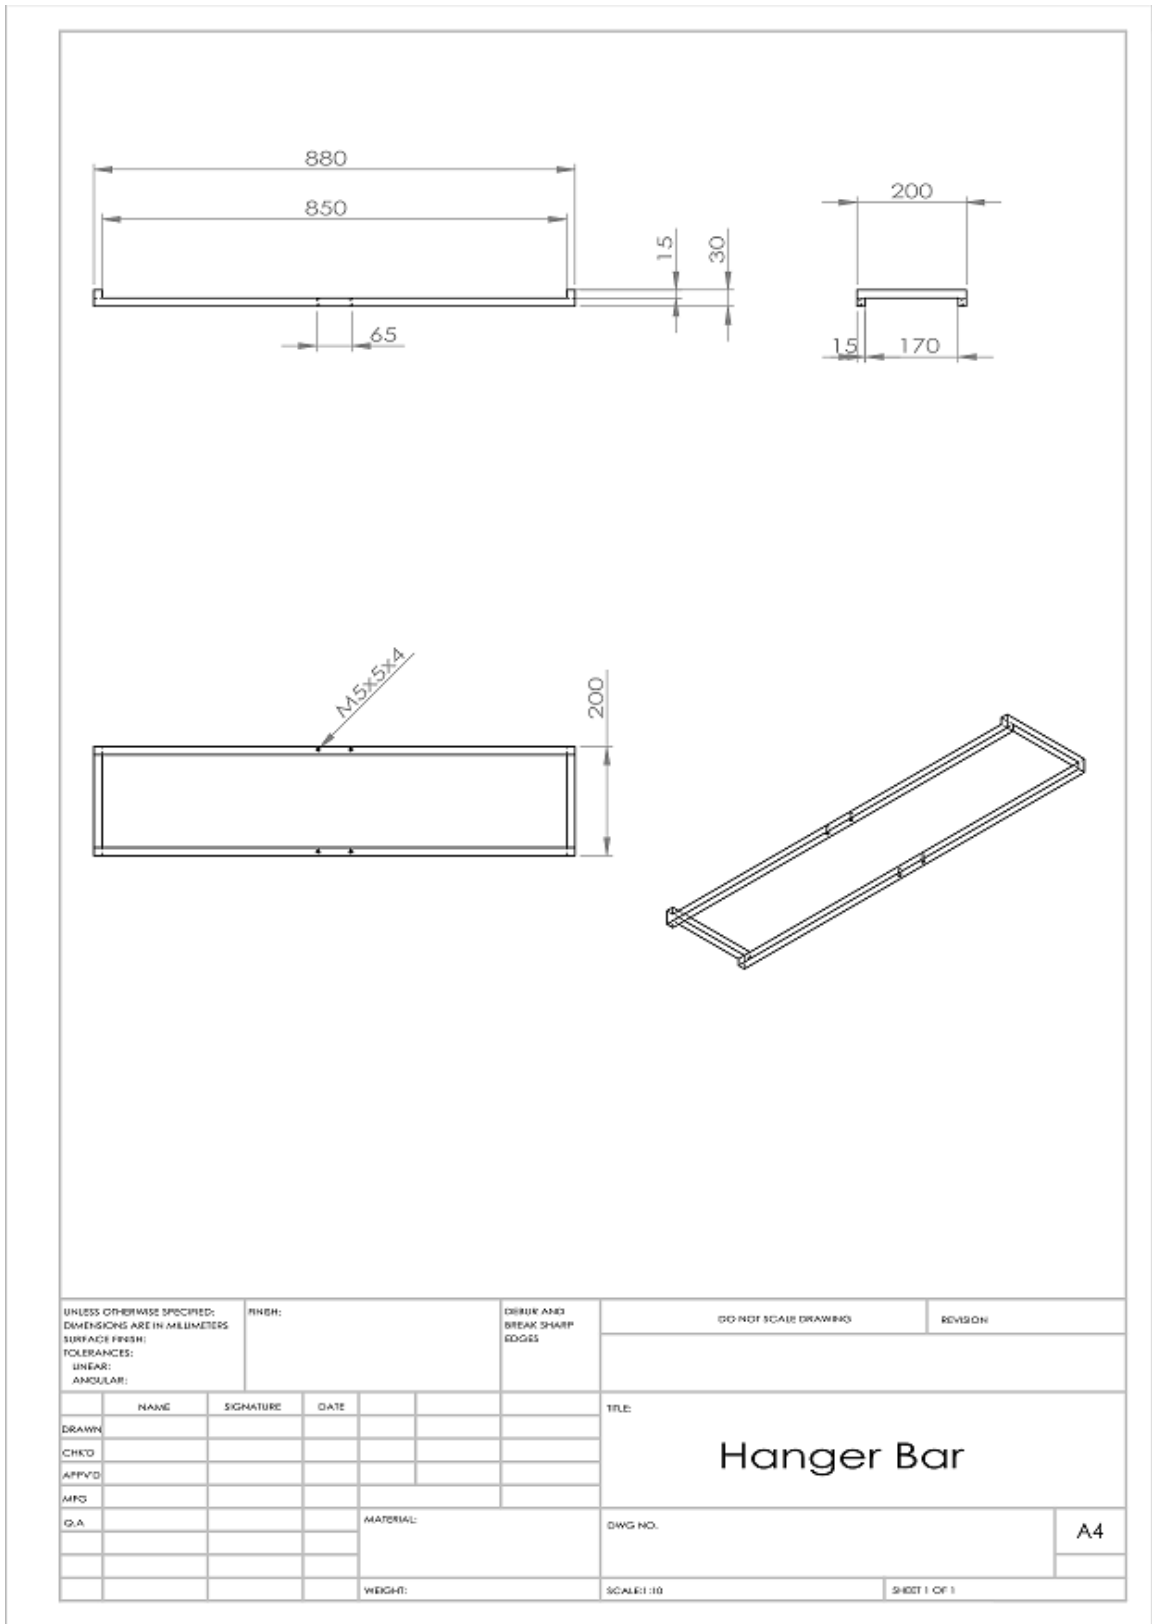 880
850
15
30
65
200
15
170
M5x5x4
200
UNLESS OTHERWISE SPECIFIED:
DIMENSIONS ARE IN MILLIMETERS
SURFACE FINISH:
TOLERANCES:
LINEAR:
ANGULAR:
FINISH:
DEBUR AND
BREAK SHARP
EDGES
DO NOT SCALE DRAWING
REVISION
NAME
SIGNATURE
DATE
DRAWN
CHK'D
APPV'D
MFG
Q.A
MATERIAL:
WEIGHT:
TITLE:
Hanger Bar
DWG NO.
A4
SCALE:1:10
SHEET 1 OF 1